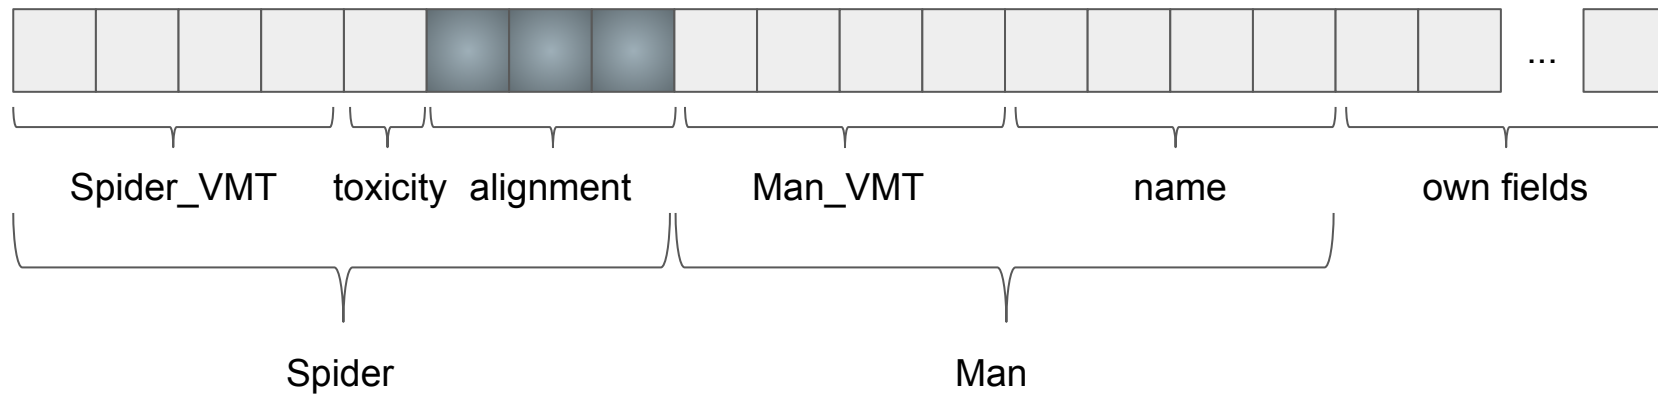 ...
Spider_VMT toxicity alignment Man_VMT name own fields
Spider Man